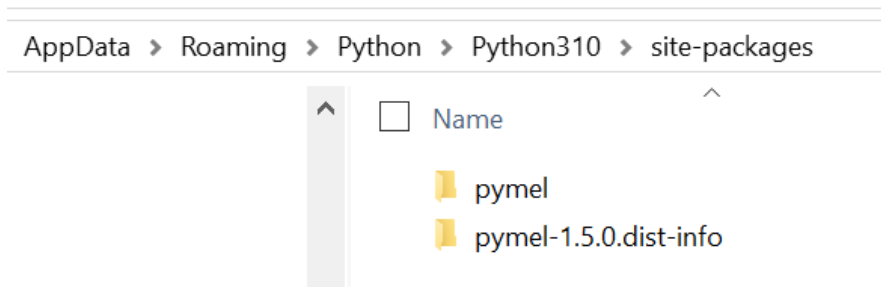 AppData > Roaming > Python > Python310 > site-packages
Name
pymel
pymel-1.5.0.dist-info